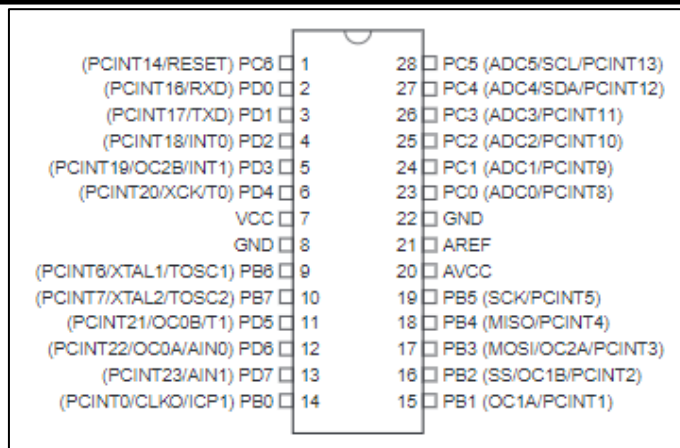 (PCINT14/RESET) PC6 1 28 PC5 (ADC5/SCL/PCINT13)
(PCINT16/RXD) PD0 2 27 PC4 (ADC4/SDA/PCINT12)
(PCINT17/TXD) PD1 3 26 PC3 (ADC3/PCINT11)
(PCINT18/INT0) PD2 4 25 PC2 (ADC2/PCINT10)
(PCINT19/OC2B/INT1) PD3 5 24 PC1 (ADC1/PCINT9)
(PCINT20/XCK/T0) PD4 6 23 PC0 (ADC0/PCINT8)
VCC 7 22 GND
GND 8 21 AREF
(PCINT6/XTAL1/TOSC1) PB6 9 20 AVCC
(PCINT7/XTAL2/TOSC2) PB7 10 19 PB5 (SCK/PCINT5)
(PCINT21/OC0B/T1) PD5 11 18 PB4 (MISO/PCINT4)
(PCINT22/OC0A/AIN0) PD6 12 17 PB3 (MOSI/OC2A/PCINT3)
(PCINT23/AIN1) PD7 13 16 PB2 (SS/OC1B/PCINT2)
(PCINT0/CLKO/ICP1) PB0 14 15 PB1 (OC1A/PCINT1)